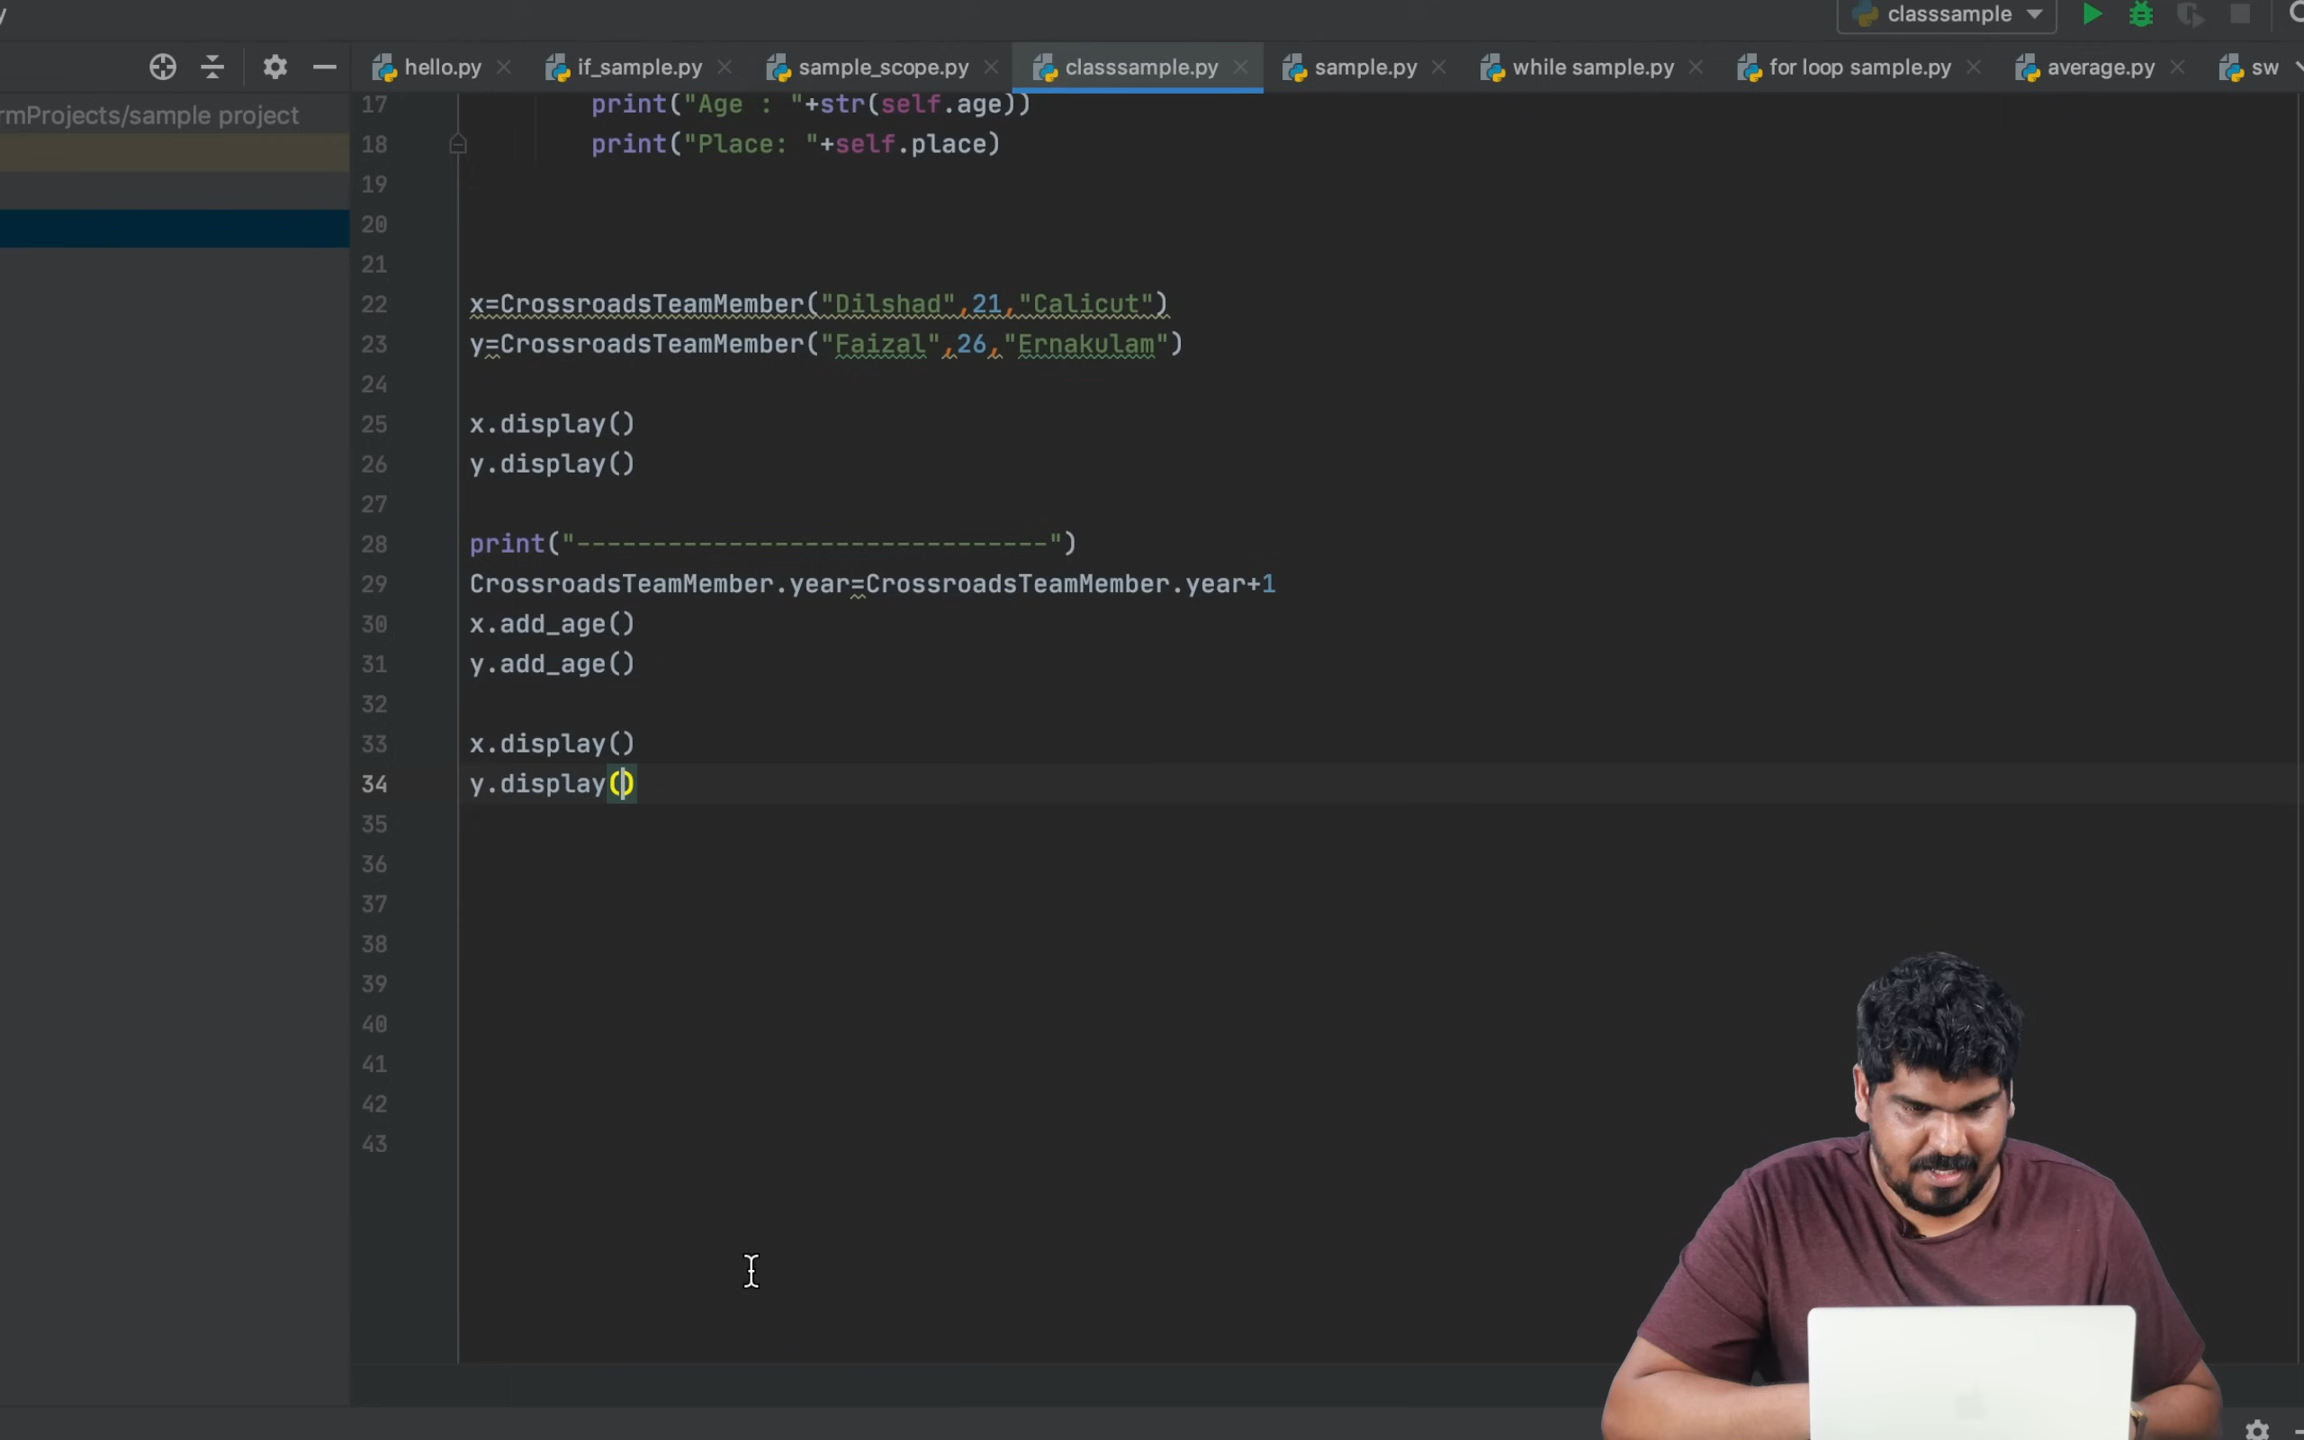 classsample
hello.py
if_sample.py
sample_scope.py
classsample.py
sample.py
while sample.py
for loop sample.py
average.py
sw
rmProjects/sample project
17 print("Age : "+str(self.age))
18 print("Place: "+self.place)
19
20
21
22 x=CrossroadsTeamMember("Dilshad",21,"Calicut")
23 y=CrossroadsTeamMember("Faizal",26,"Ernakulam")
24
25 x.display()
26 y.display()
27
28 print("-------------------------------")
29 CrossroadsTeamMember.year=CrossroadsTeamMember.year+1
30 x.add_age()
31 y.add_age()
32
33 x.display()
34 y.display()
35
36
37
38
39
40
41
42
43